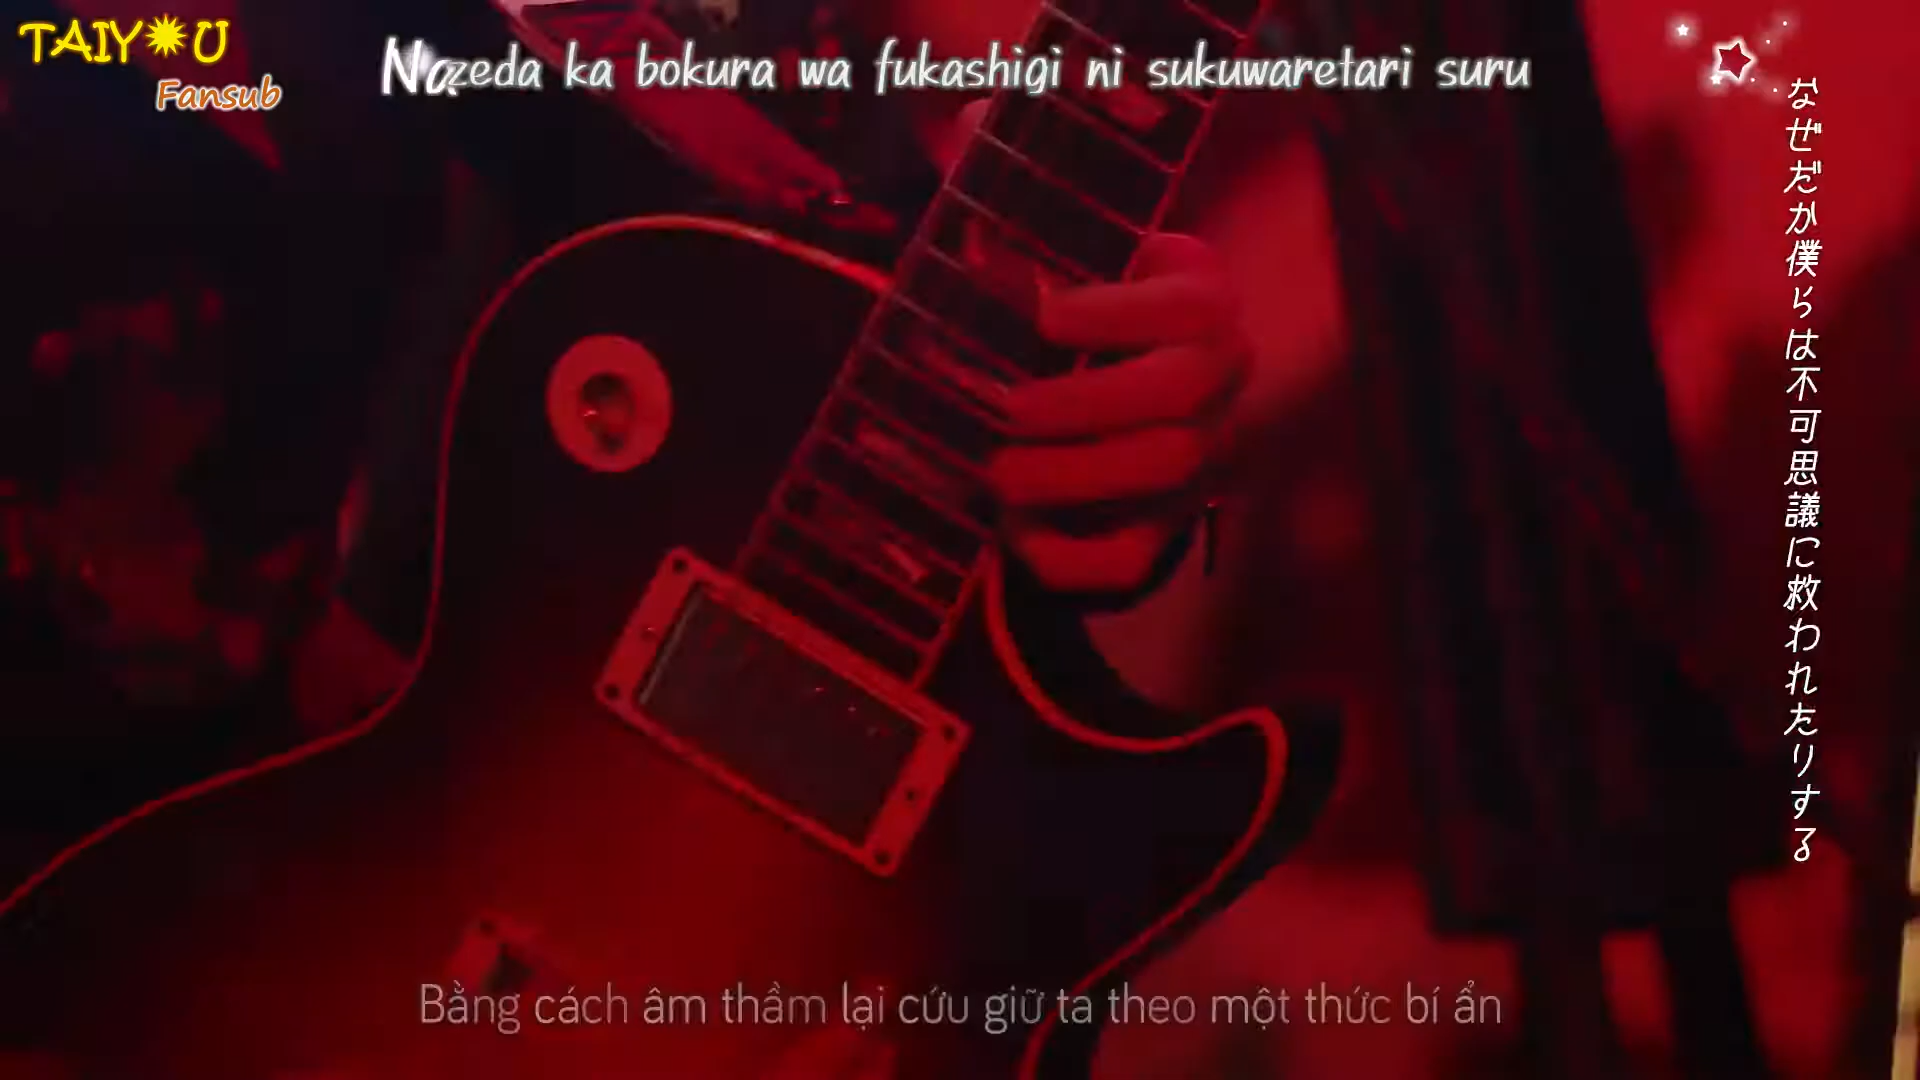 TAIYOU
Fansub
Nazeda ka bokura wa fukashigi ni sukuwaretari suru
なぜだか僕らは不可思議に救われたりする
Bằng cách âm thầm lại cứu giữ ta theo một thức bí ẩn